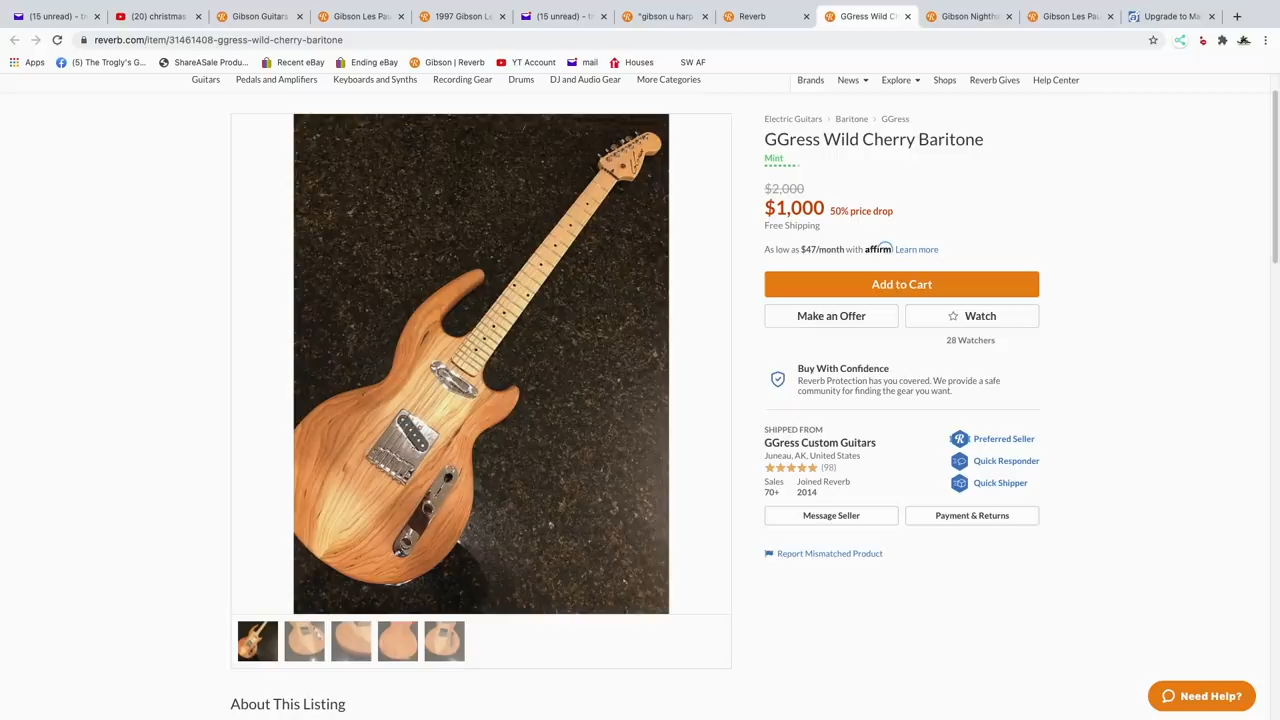 (15 unread) - t
(20) christmas
Gibson Guitars
Gibson Les Pau
1997 Gibson Le
(15 unread) - t
"gibson u harp
Reverb
GGress Wild Ch
Gibson Nightho
Gibson Les Pau
Upgrade to Ma
reverb.com/item/31461408-ggress-wild-cherry-baritone
Apps
(5) The Trogly's G...
ShareASale Produ...
Recent eBay
Ending eBay
Gibson | Reverb
YT Account
mail
Houses
SW AF
Guitars
Pedals and Amplifiers
Keyboards and Synths
Recording Gear
Drums
DJ and Audio Gear
More Categories
Brands
News
Explore
Shops
Reverb Gives
Help Center
Electric Guitars > Baritone > GGress
GGress Wild Cherry Baritone
Mint
$2,000
$1,000 50% price drop
Free Shipping
As low as $47/month with affirm Learn more
Add to Cart
Make an Offer
Watch
28 Watchers
Buy With Confidence
Reverb Protection has you covered. We provide a safe
community for finding the gear you want.
SHIPPED FROM
GGress Custom Guitars
Juneau, AK, United States
(98)
Sales Joined Reverb
70+ 2014
Preferred Seller
Quick Responder
Quick Shipper
Message Seller
Payment & Returns
Report Mismatched Product
About This Listing
Need Help?